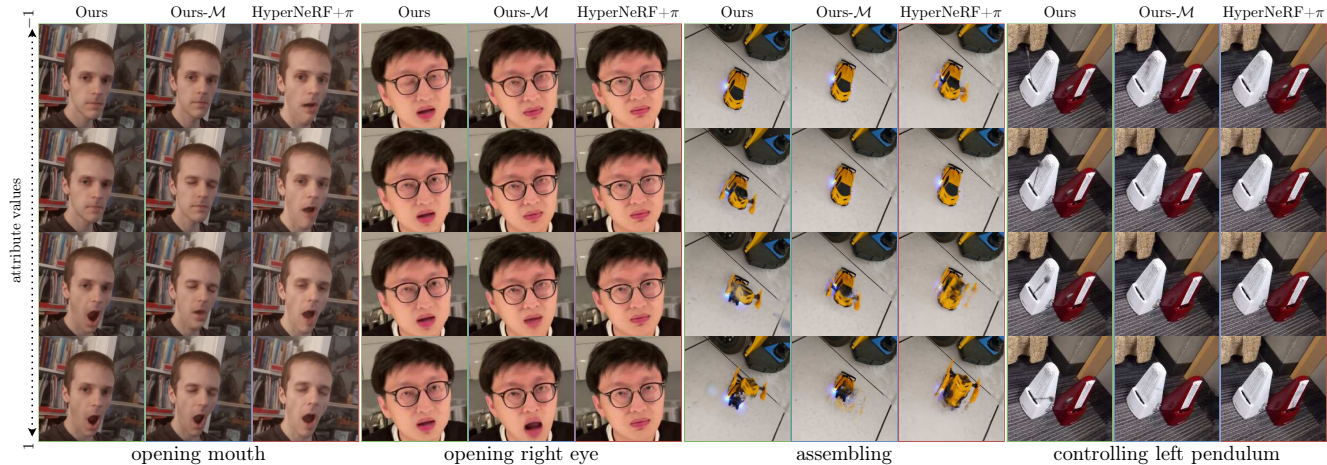 Ours Ours-ℳ HyperNeRF+π Ours Ours-ℳ HyperNeRF+π Ours Ours-ℳ HyperNeRF+π Ours Ours-ℳ HyperNeRF+π
−1
attribute values
1
opening mouth opening right eye assembling controlling left pendulum